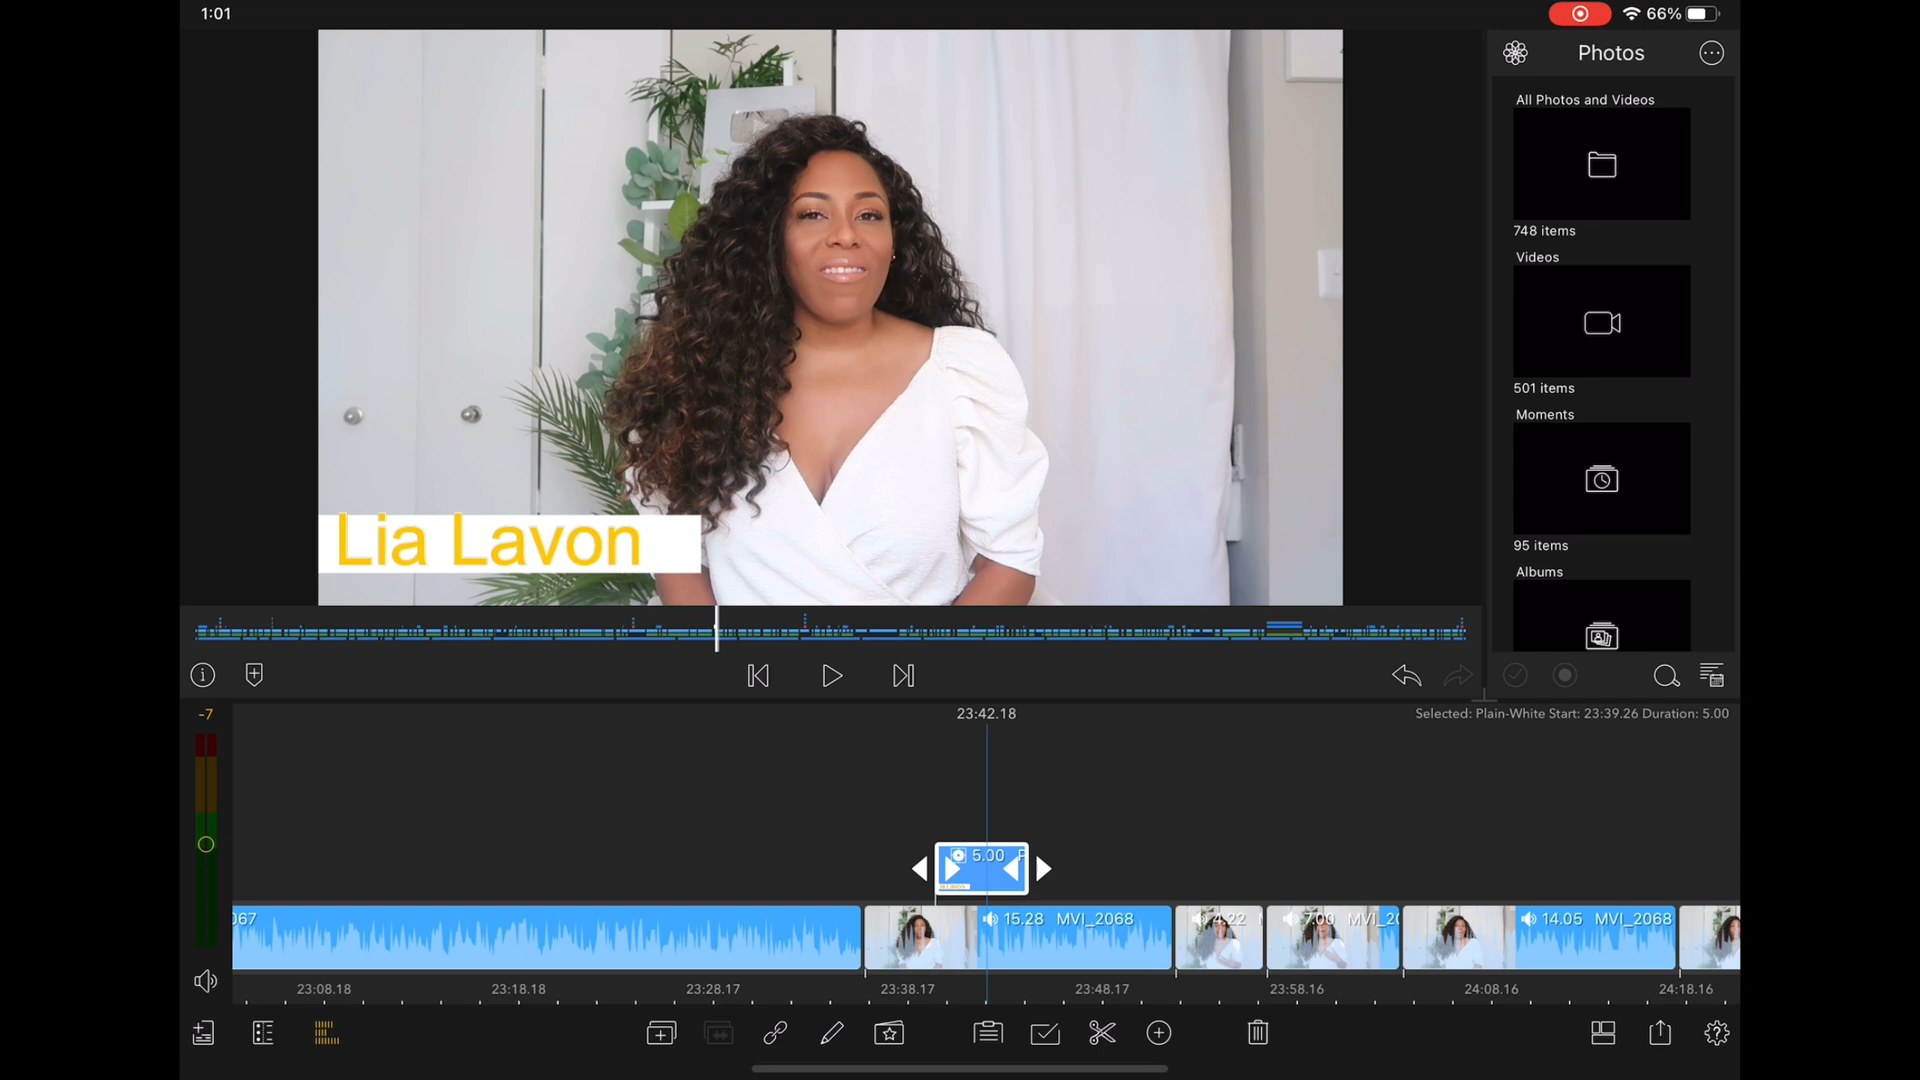 1:01
66%
Photos
All Photos and Videos
748 items
Videos
501 items
Moments
95 items
Albums
Lia Lavon
-7
23:42.18
Selected: Plain-White Start: 23:39.26 Duration: 5.00
5.00
067
15.28 MVI_2068
4.22
7.00 MVI_20
14.05 MVI_2068
23:08.18
23:18.18
23:28.17
23:38.17
23:48.17
23:58.16
24:08.16
24:18.16